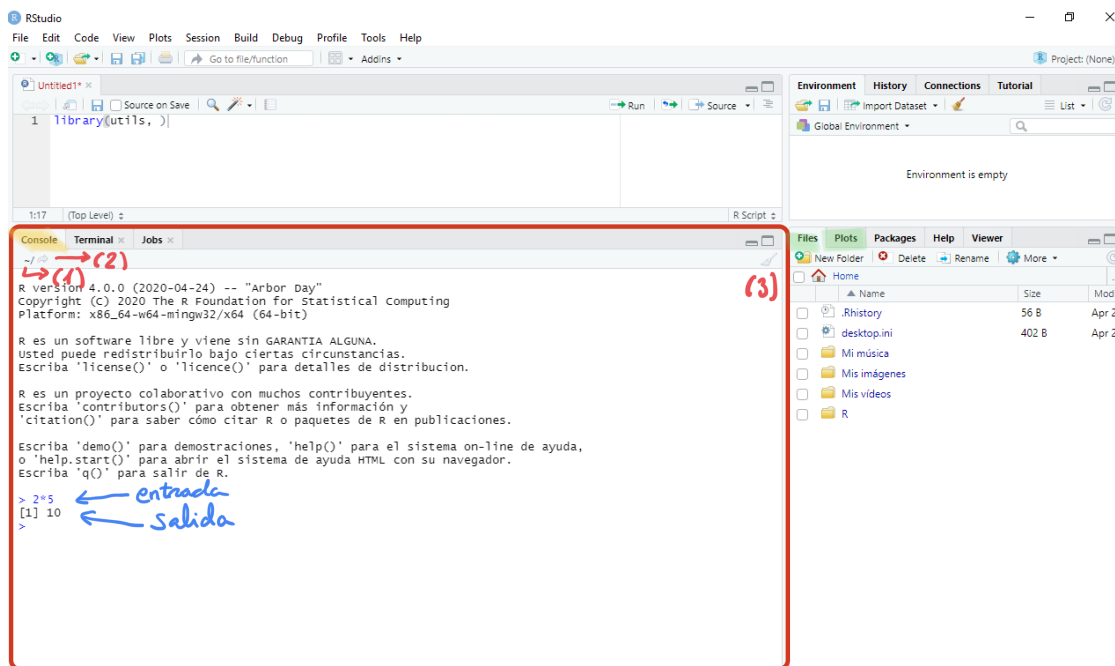 RStudio
File Edit Code View Plots Session Build Debug Profile Tools Help
Go to file/function Addins Project: (None)
Untitled1*
Source on Save Run Source
1 library(utils, )
1:17 (Top Level) R Script
Console Terminal Jobs
~/ (2)
(1)
(3)
R version 4.0.0 (2020-04-24) -- "Arbor Day"
Copyright (C) 2020 The R Foundation for Statistical Computing
Platform: x86_64-w64-mingw32/x64 (64-bit)
R es un software libre y viene sin GARANTIA ALGUNA.
Usted puede redistribuirlo bajo ciertas circunstancias.
Escriba 'license()' o 'licence()' para detalles de distribucion.
R es un proyecto colaborativo con muchos contribuyentes.
Escriba 'contributors()' para obtener más información y
'citation()' para saber cómo citar R o paquetes de R en publicaciones.
Escriba 'demo()' para demostraciones, 'help()' para el sistema on-line de ayuda,
o 'help.start()' para abrir el sistema de ayuda HTML con su navegador.
Escriba 'q()' para salir de R.
> 2*5 entrada
[1] 10 salida
>
Environment History Connections Tutorial
Import Dataset List
Global Environment
Environment is empty
Files Plots Packages Help Viewer
New Folder Delete Rename More
Home
Name Size Mod
.Rhistory 56 B Apr 2
desktop.ini 402 B Apr 2
Mi música
Mis imágenes
Mis vídeos
R